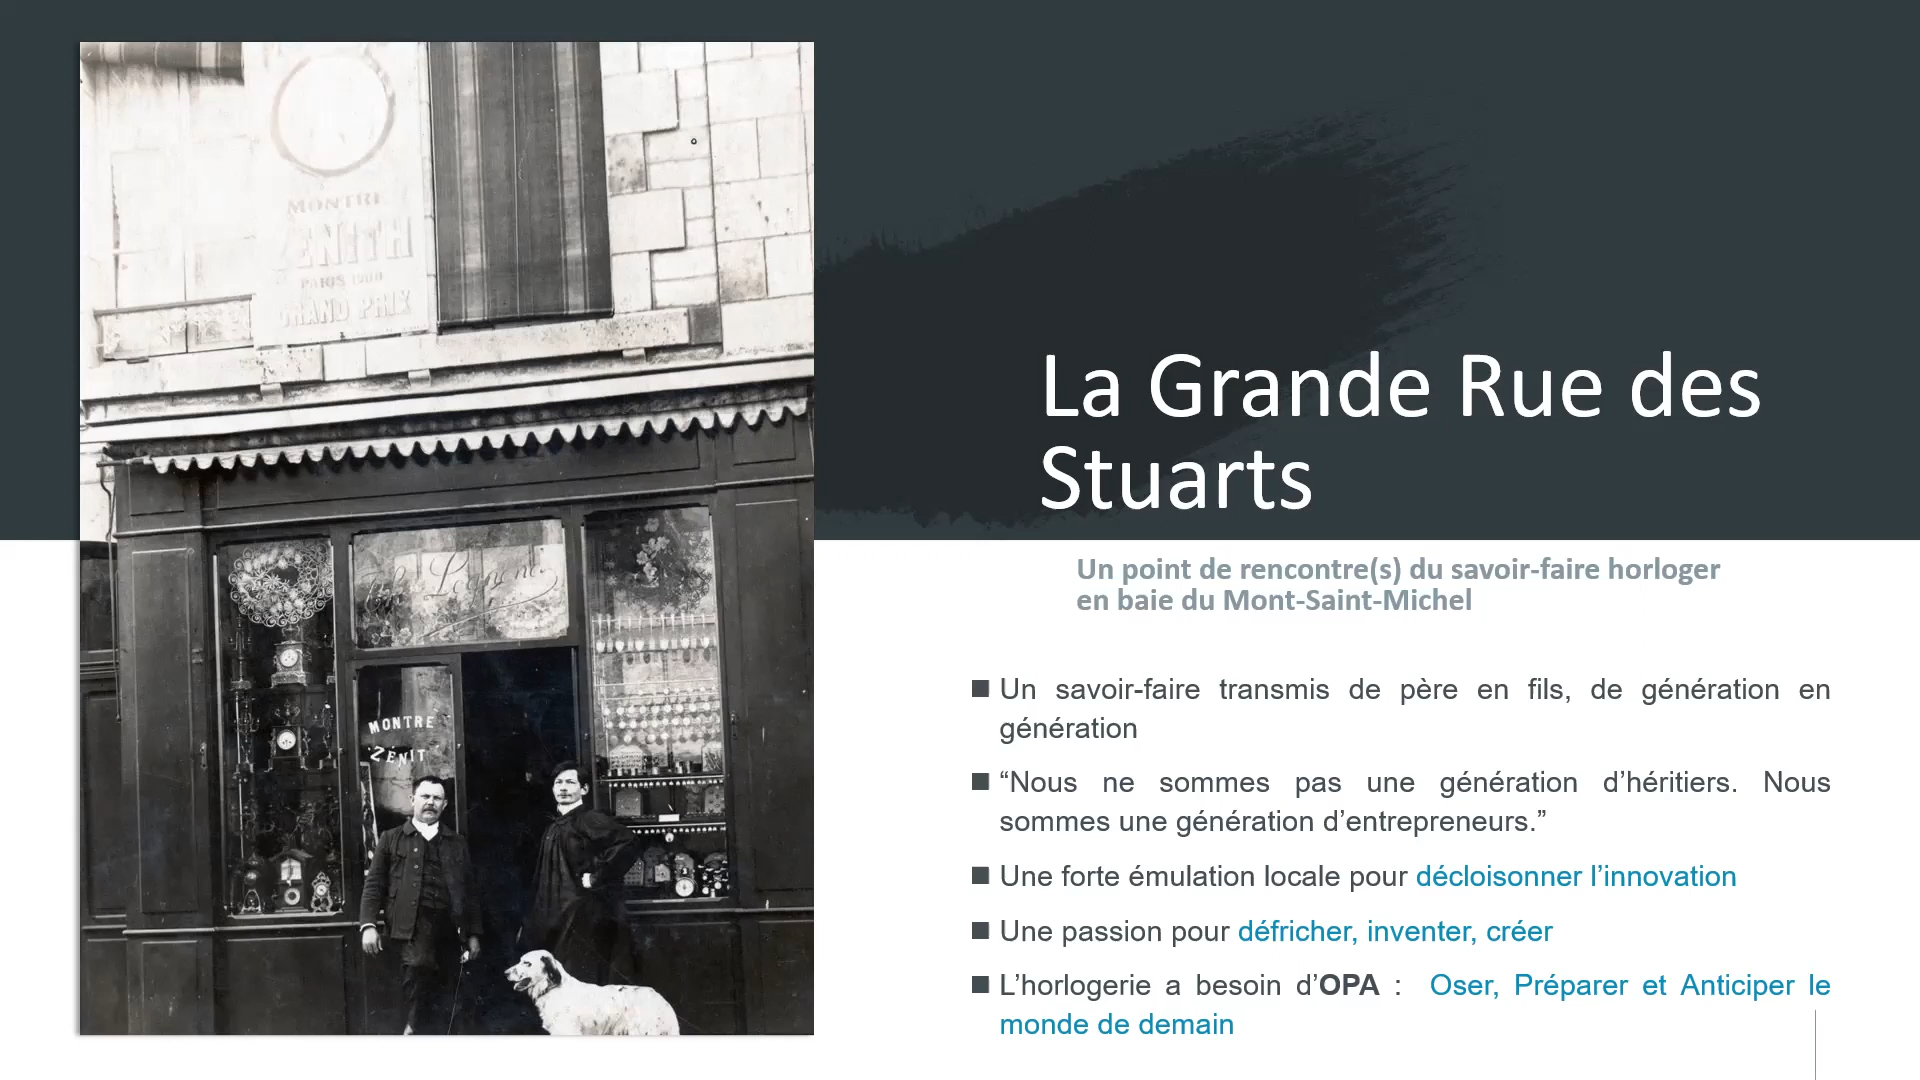 MONTRE
ZENITH
PARIS 1900
GRAND PRIX
MONTRE
ZENIT
La Grande Rue des
Stuarts
Un point de rencontre(s) du savoir-faire horloger
en baie du Mont-Saint-Michel
■ Un savoir-faire transmis de père en fils, de génération en
génération
■ “Nous ne sommes pas une génération d’héritiers. Nous
sommes une génération d’entrepreneurs.”
■ Une forte émulation locale pour décloisonner l’innovation
■ Une passion pour défricher, inventer, créer
■ L’horlogerie a besoin d’OPA : Oser, Préparer et Anticiper le
monde de demain